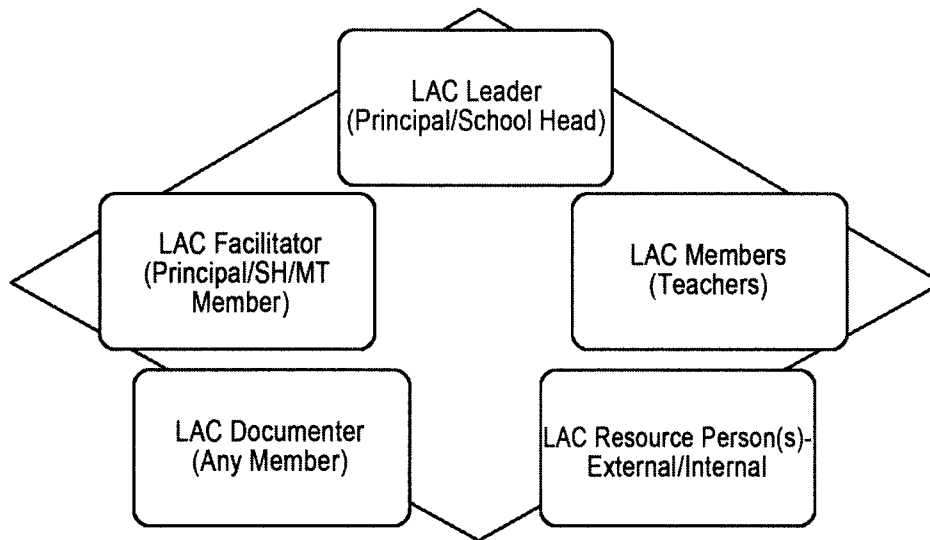 LAC Leader
(Principal/School Head)
LAC Facilitator
(Principal/SH/MT
Member)
LAC Members
(Teachers)
LAC Documenter
(Any Member)
LAC Resource Person(s)-
External/Internal